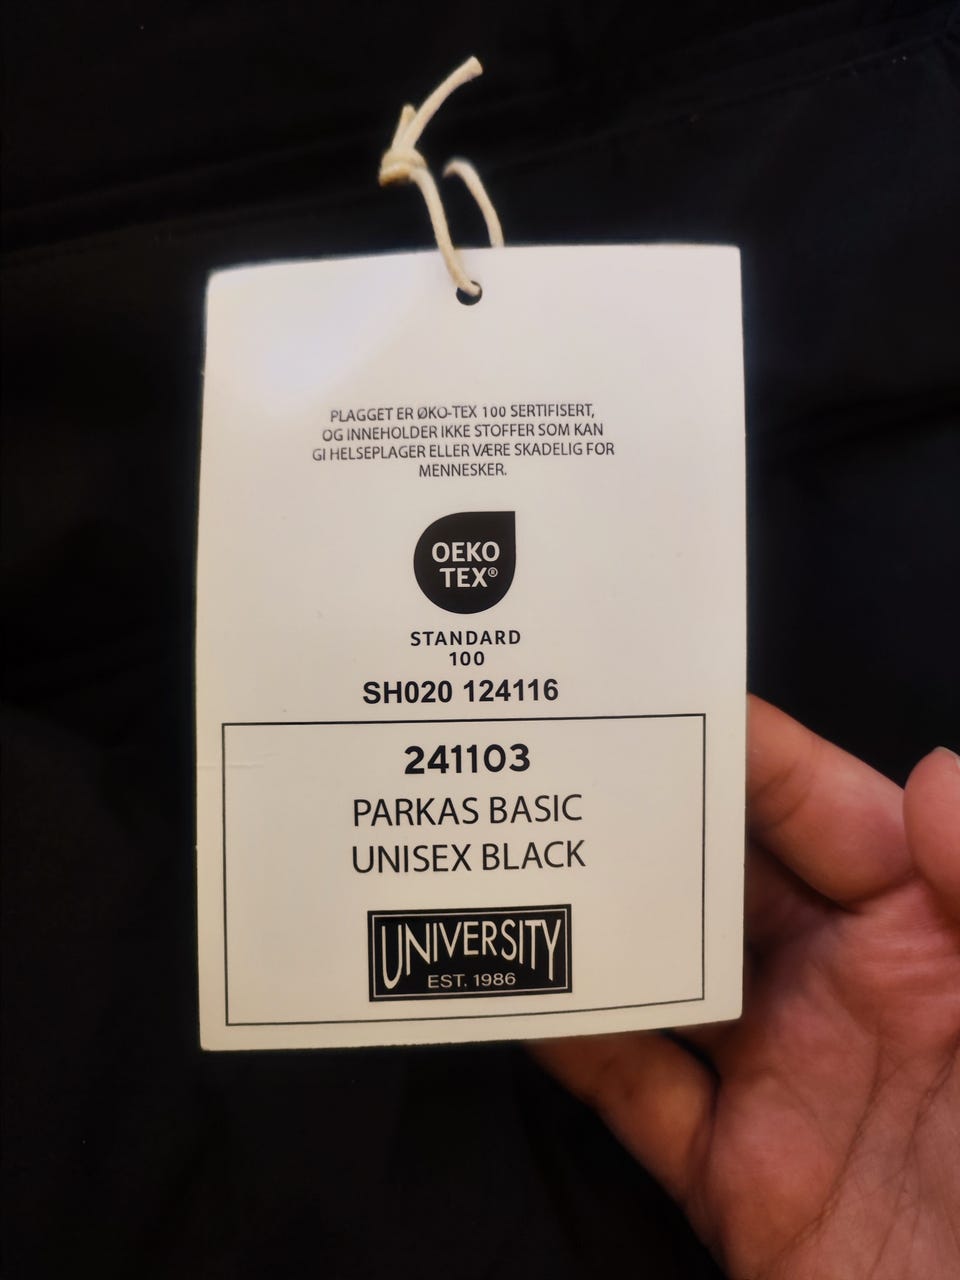 PLAGGET ER ØKO-TEX 100 SERTIFISERT,
OG INNEHOLDER IKKE STOFFER SOM KAN
GI HELSEPLAGER ELLER VÆRE SKADELIG FOR
MENNESKER.
OEKO
TEX®
STANDARD
100
SH020 124116
241103
PARKAS BASIC
UNISEX BLACK
UNIVERSITY
EST. 1986